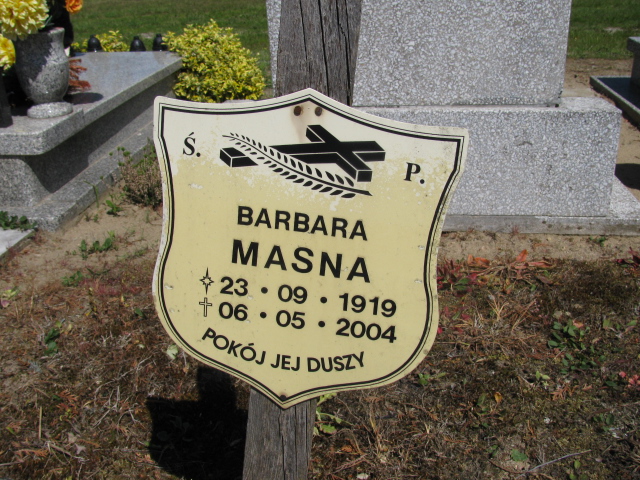 Ś. P.
BARBARA
MASNA
23 • 09 • 1919
06 • 05 • 2004
POKÓJ JEJ DUSZY